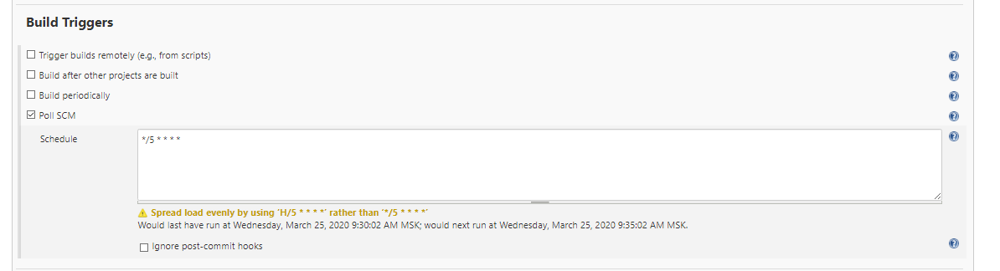 Build Triggers
Trigger builds remotely (e.g., from scripts)
Build after other projects are built
Build periodically
Poll SCM
Schedule
*/5 * * * *
Spread load evenly by using 'H/5 * * * *' rather than '*/5 * * * *'
Would last have run at Wednesday, March 25, 2020 9:30:02 AM MSK; would next run at Wednesday, March 25, 2020 9:35:02 AM MSK.
Ignore post-commit hooks